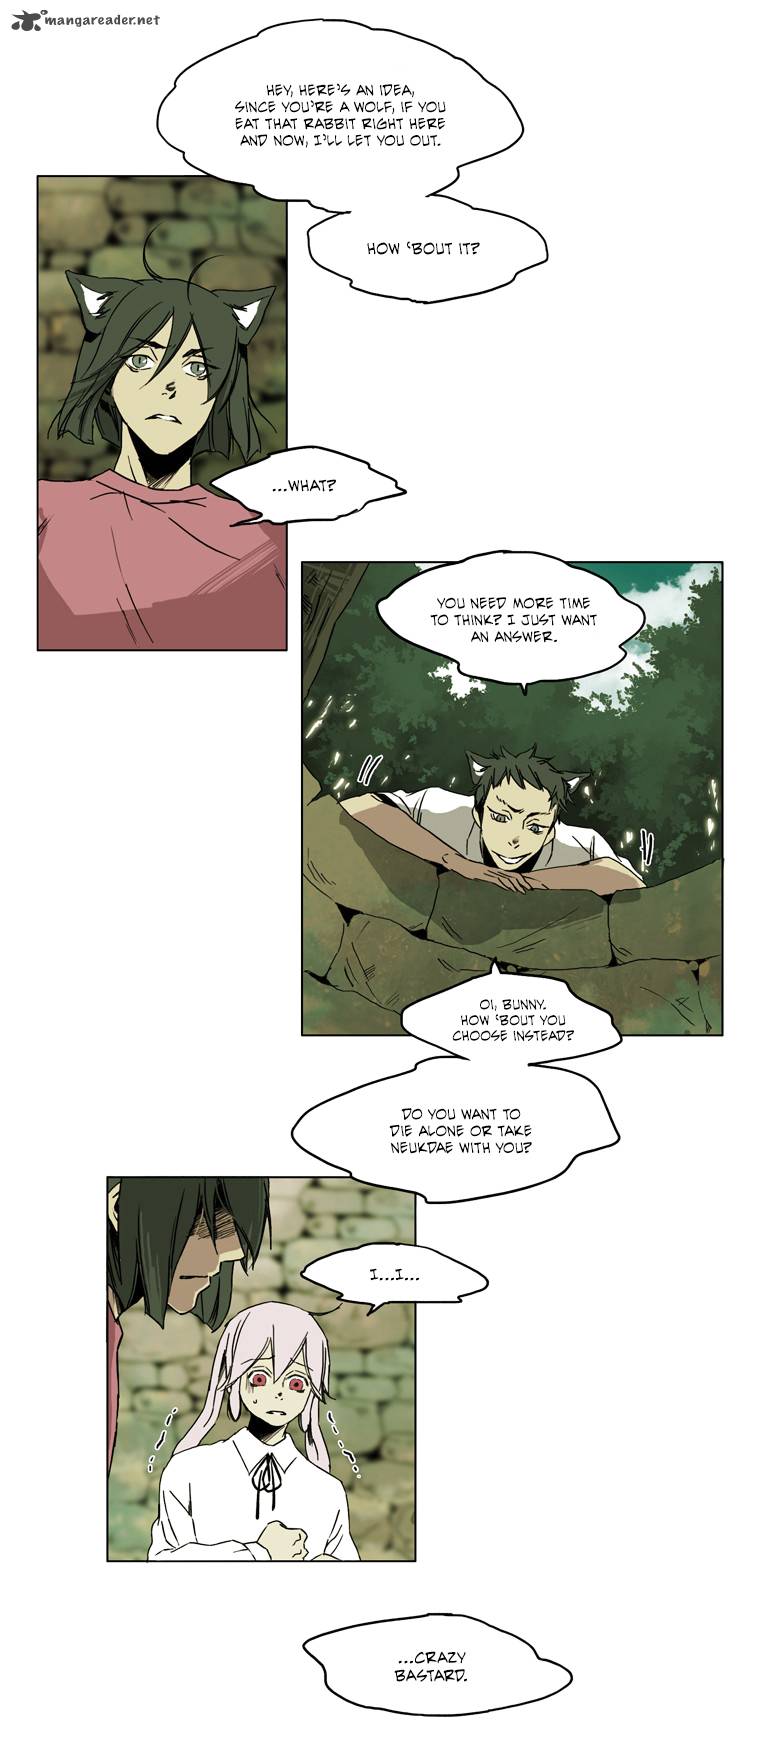 mangareader.net
HEY, HERE'S AN IDEA,
SINCE YOU'RE A WOLF, IF YOU
EAT THAT RABBIT RIGHT HERE
AND NOW, I'LL LET YOU OUT.
HOW 'BOUT IT?
...WHAT?
YOU NEED MORE TIME
TO THINK? I JUST WANT
AN ANSWER.
OI, BUNNY.
HOW 'BOUT YOU
CHOOSE INSTEAD?
DO YOU WANT TO
DIE ALONE OR TAKE
NEUKDAE WITH YOU?
I...I...
...CRAZY
BASTARD.